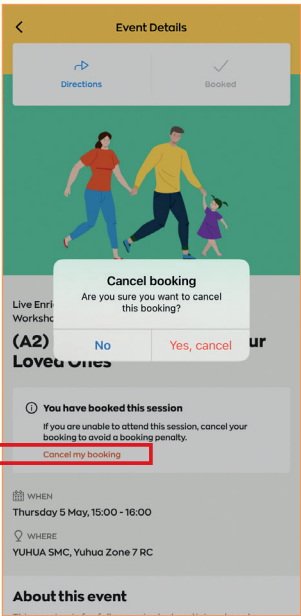 Event Details
Directions
Booked
Cancel booking
Are you sure you want to cancel
this booking?
No
Yes, cancel
Live Enri
Worksho
(A2)
ur
Loved Ones
You have booked this session
If you are unable to attend
this session, cancel your
booking to avoid a booking penalty.
Cancel my booking
WHEN
Thursday 5 May, 15:00 - 16:00
WHERE
YUHUA SMC, Yuhua Zone 7 RC
About this event